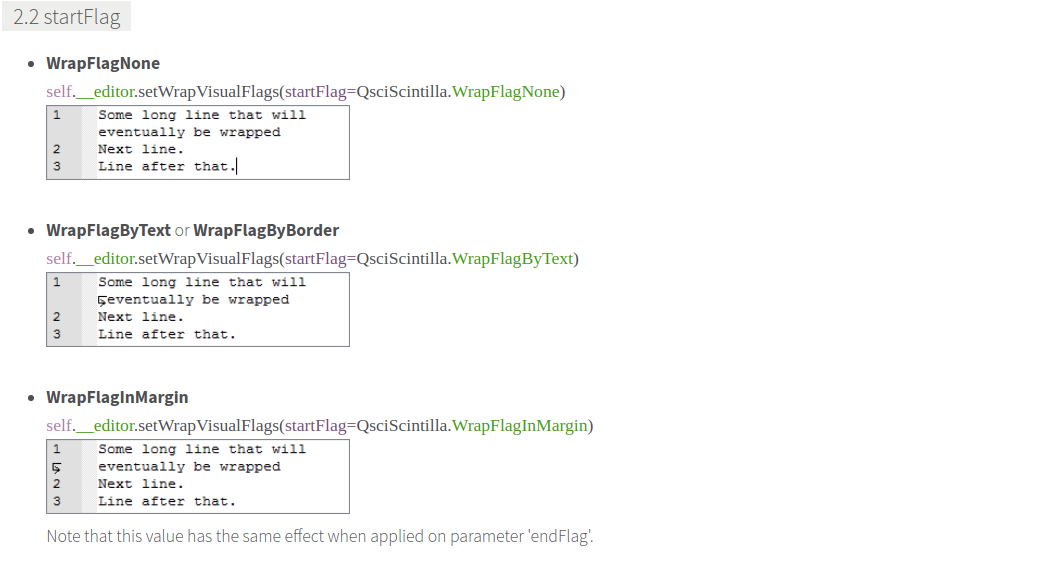 2.2 startFlag
WrapFlagNone
self.__editor.setWrapVisualFlags(startFlag=QsciScintilla.WrapFlagNone)
1 Some long line that will
eventually be wrapped
2 Next line.
3 Line after that.
WrapFlagByText or WrapFlagByBorder
self.__editor.setWrapVisualFlags(startFlag=QsciScintilla.WrapFlagByText)
1 Some long line that will
eventually be wrapped
2 Next line.
3 Line after that.
WrapFlagInMargin
self.__editor.setWrapVisualFlags(startFlag=QsciScintilla.WrapFlagInMargin)
1 Some long line that will
eventually be wrapped
2 Next line.
3 Line after that.
Note that this value has the same effect when applied on parameter 'endFlag'.